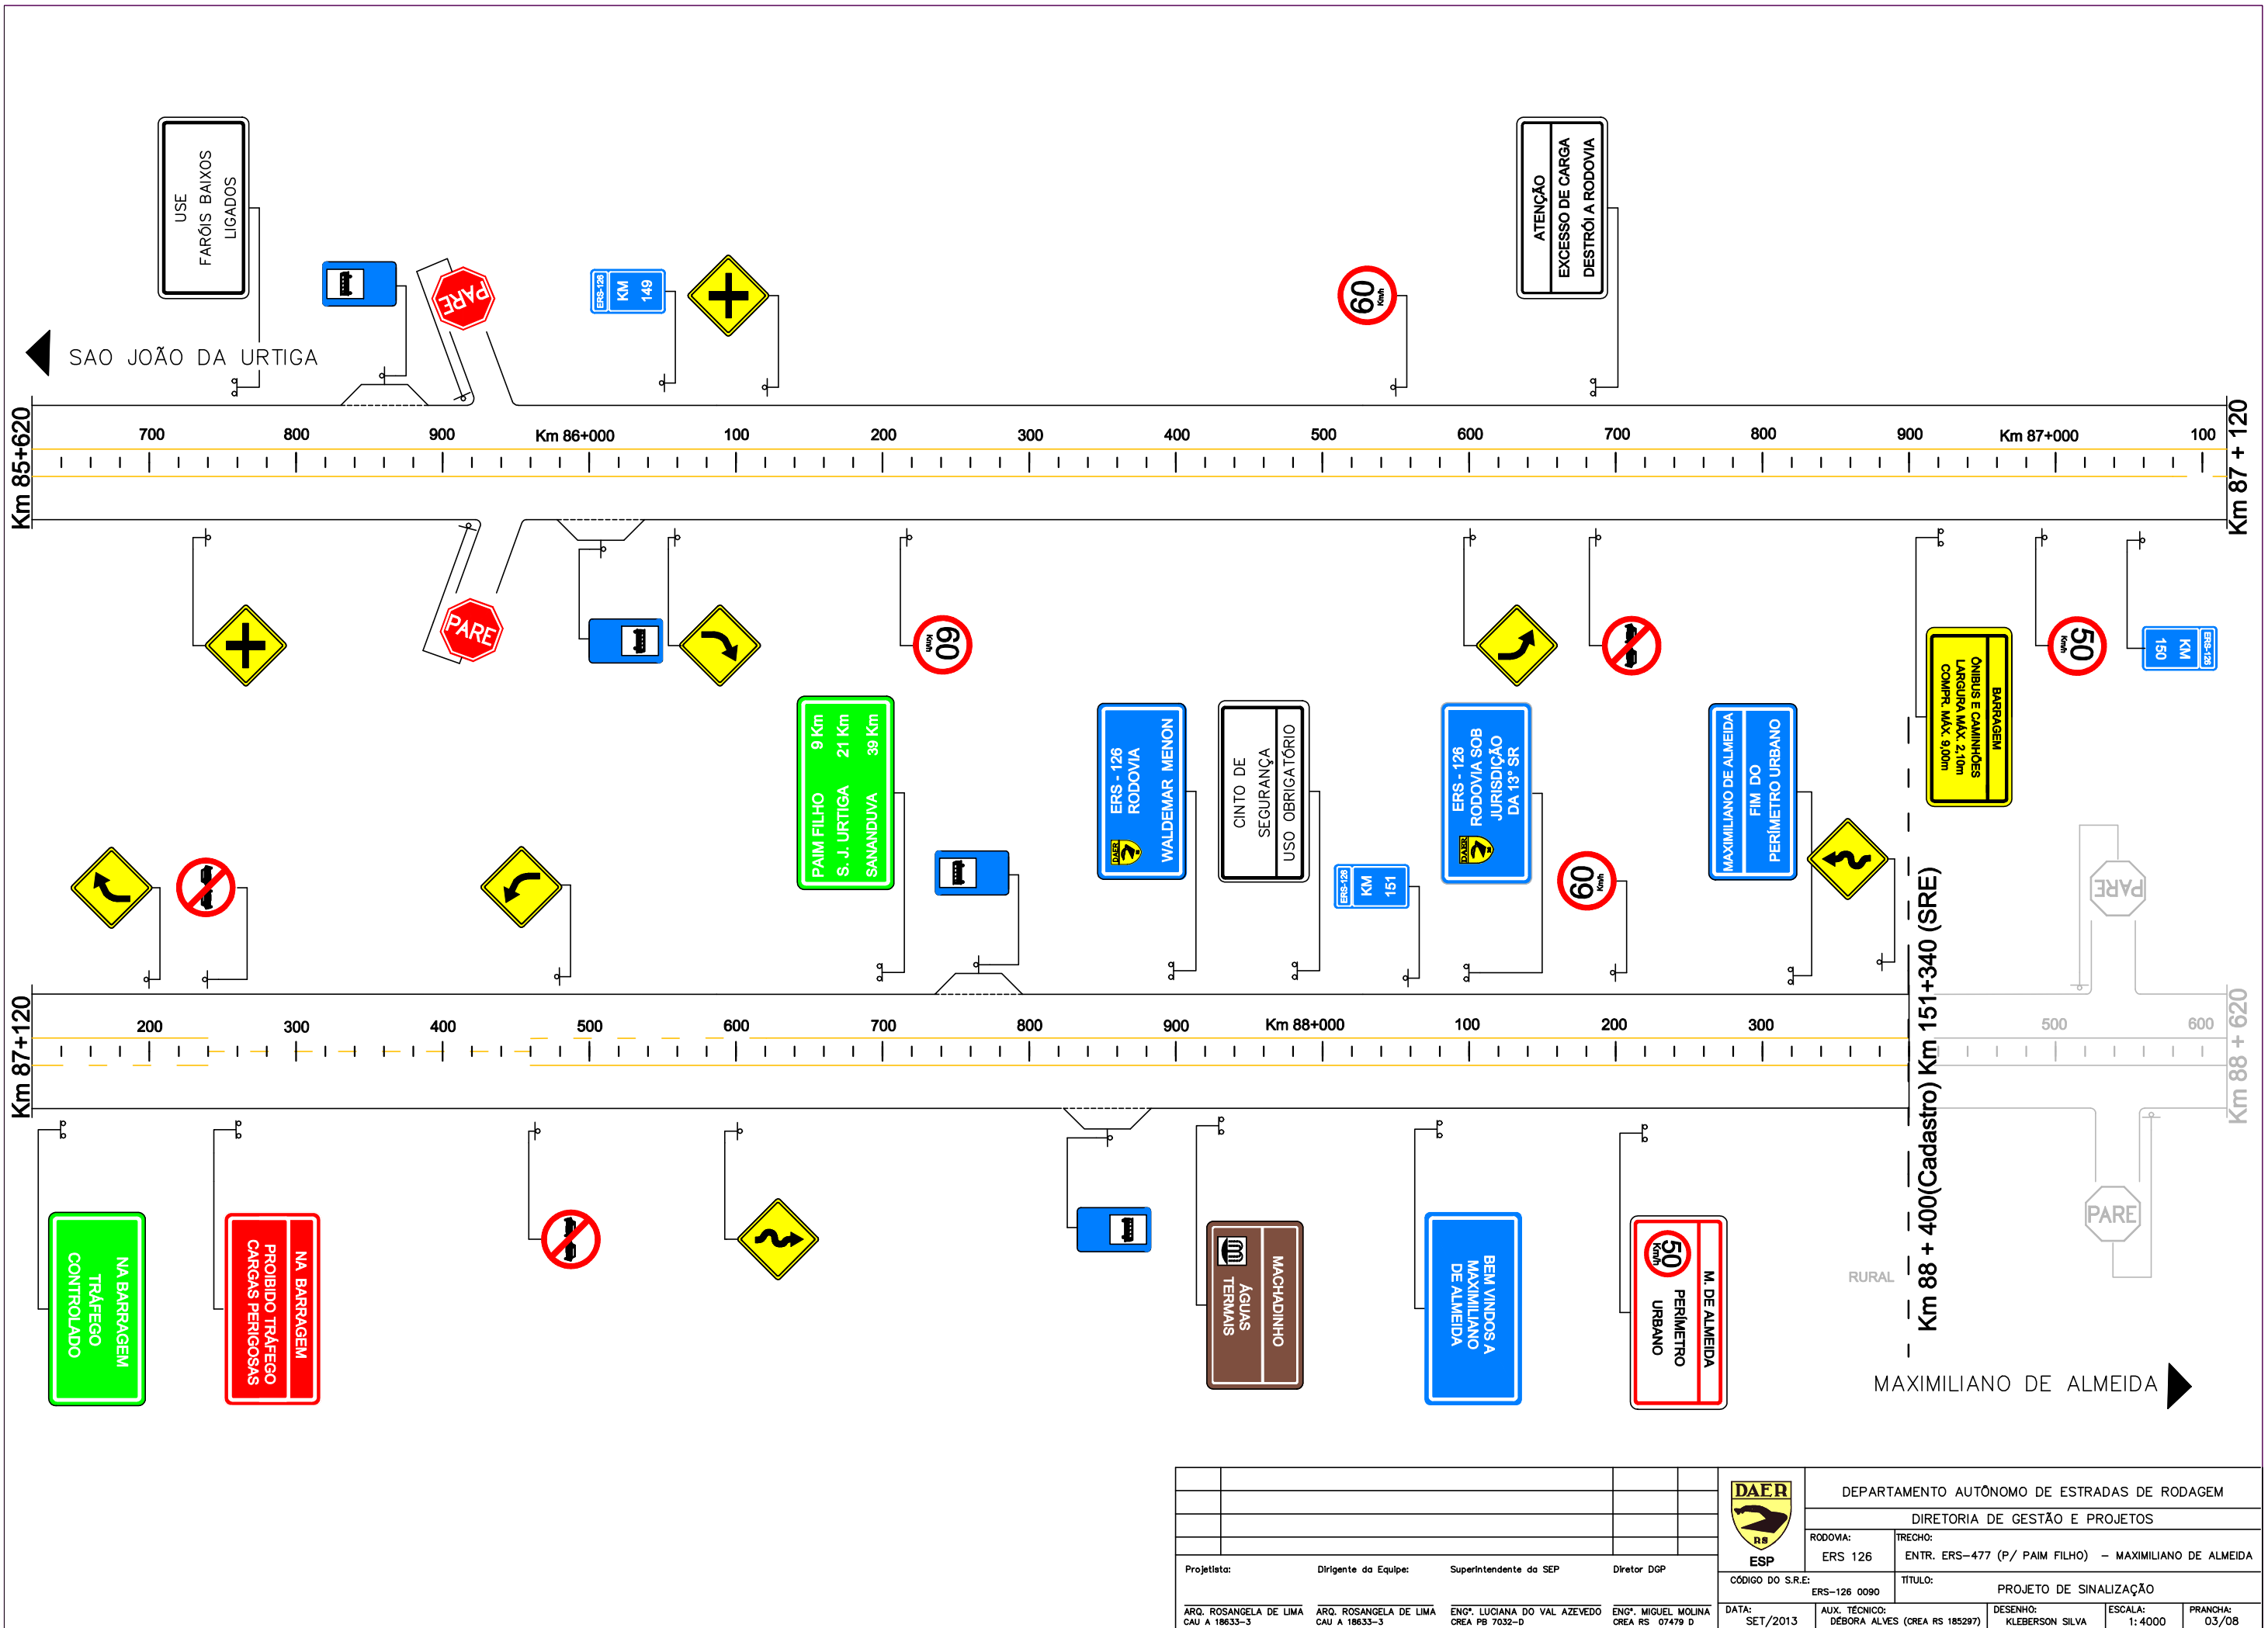 USE
FARÓIS BAIXOS
LIGADOS
PARE
ERS-126
KM
149
60
Km/h
ATENÇÃO
EXCESSO DE CARGA
DESTRÓI A RODOVIA
SAO JOÃO DA URTIGA
Km 85+620
700
800
900
Km 86+000
100
200
300
400
500
600
700
800
900
Km 87+000
100
Km 87 + 120
PARE
60
Km/h
BARRAGEM
ÔNIBUS E CAMINHÕES
LARGURA MÁX. 2,10m
COMPR. MÁX. 9,00m
50
Km/h
ERS-126
KM
150
PAIM FILHO 9 Km
S. J. URTIGA 21 Km
SANANDUVA 39 Km
DAER
ERS - 126
RODOVIA
WALDEMAR MENON
CINTO DE
SEGURANÇA
USO OBRIGATÓRIO
ERS-126
KM
151
DAER
ERS - 126
RODOVIA SOB
JURISDIÇÃO
DA 13ª SR
60
Km/h
MAXIMILIANO DE ALMEIDA
FIM DO
PERÍMETRO URBANO
PARE
Km 87+120
200
300
400
500
600
700
800
900
Km 88+000
100
200
300
500
600
Km 88 + 620
Km 88 + 400(Cadastro) Km 151+340 (SRE)
NA BARRAGEM
TRÁFEGO
CONTROLADO
NA BARRAGEM
PROIBIDO TRÁFEGO
CARGAS PERIGOSAS
MACHADINHO
ÁGUAS
TERMAIS
BEM VINDOS A
MAXIMILIANO
DE ALMEIDA
M. DE ALMEIDA
50
Km/h
PERÍMETRO
URBANO
RURAL
PARE
MAXIMILIANO DE ALMEIDA
DAER
RS
ESP
DEPARTAMENTO AUTÔNOMO DE ESTRADAS DE RODAGEM
DIRETORIA DE GESTÃO E PROJETOS
RODOVIA:
ERS 126
TRECHO:
ENTR. ERS-477 (P/ PAIM FILHO) - MAXIMILIANO DE ALMEIDA
CÓDIGO DO S.R.E:
ERS-126 0090
TÍTULO:
PROJETO DE SINALIZAÇÃO
Projetista:
ARQ. ROSANGELA DE LIMA
CAU A 18633-3
Dirigente da Equipe:
ARQ. ROSANGELA DE LIMA
CAU A 18633-3
Superintendente da SEP
ENGª. LUCIANA DO VAL AZEVEDO
CREA PB 7032-D
Diretor DGP
ENGº. MIGUEL MOLINA
CREA RS 07479 D
DATA:
SET/2013
AUX. TÉCNICO:
DÉBORA ALVES (CREA RS 185297)
DESENHO:
KLEBERSON SILVA
ESCALA:
1: 4000
PRANCHA:
03/08